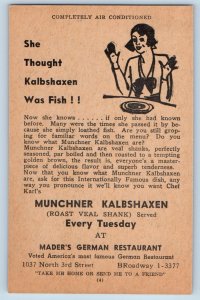 COMPLETELY AIR CONDITIONED
She
Thought
Kalbshaxen
Was Fish ! !
Now she knows ...... if only she had known
before. Many were the times she passed it by be-
cause she simply loathed fish. Are you still grop-
ing for familiar words on the menu? Do you
know what Munchner Kalbshaxen are?
Munchner Kalbshaxen are veal shanks, perfectly
seasoned, par boiled and then roasted to a tempting
golden brown, the result is, everyone's a master-
piece of delicious flavor and superb tenderness.
Now that you know what Munchner Kalbshaxen
are, ask for this Internationally Famous dish, any
way you pronounce it we'll know you want Chef
Karl's
MUNCHNER KALBSHAXEN
(ROAST VEAL SHANK) Served
Every Tuesday
AT
MADER'S GERMAN RESTAURANT
Voted America's most famous German Restaurant
1037 North 3rd Street BRoadway 1-3377
"TAKE ME HOME OR SEND ME TO A FRIEND"
(4)